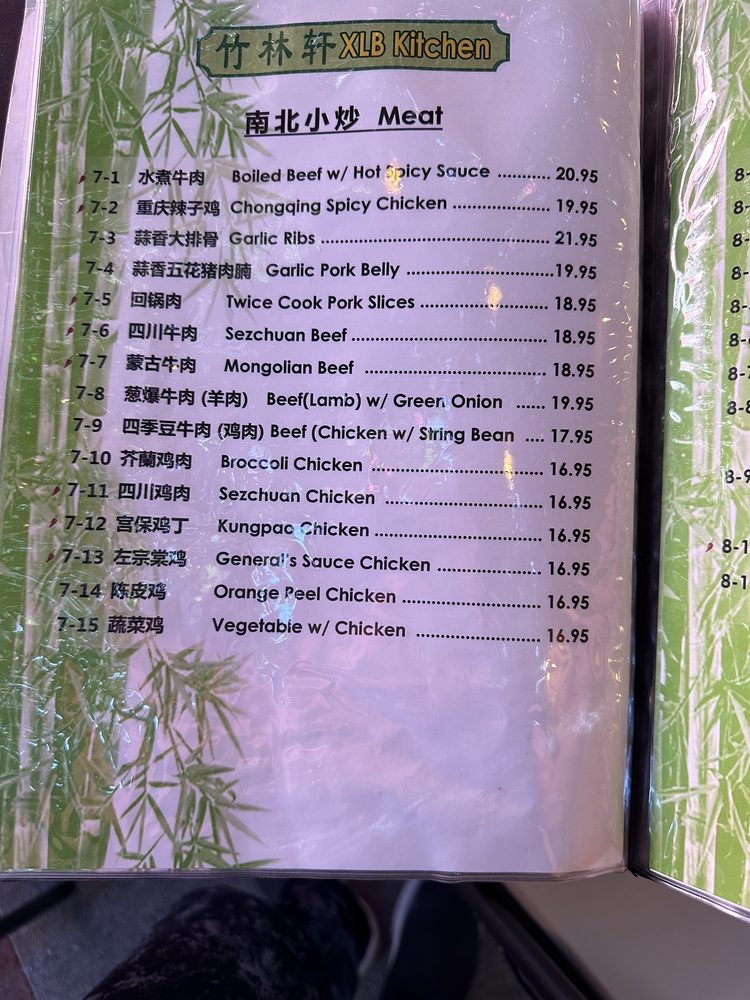 竹林轩 XLB Kitchen
南北小炒 Meat
7-1 水煮牛肉 Boiled Beef w/ Hot Spicy Sauce ........... 20.95
7-2 重庆辣子鸡 Chongqing Spicy Chicken .................... 19.95
7-3 蒜香大排骨 Garlic Ribs ............................................... 21.95
7-4 蒜香五花猪肉腩 Garlic Pork Belly ..............................19.95
7-5 回锅肉 Twice Cook Pork Slices .......................... 18.95
7-6 四川牛肉 Sezchuan Beef ....................................... 18.95
7-7 蒙古牛肉 Mongolian Beef ..................................... 18.95
7-8 葱爆牛肉 (羊肉) Beef(Lamb) w/ Green Onion ...... 19.95
7-9 四季豆牛肉 (鸡肉) Beef (Chicken w/ String Bean .... 17.95
7-10 芥蘭鸡肉 Broccoli Chicken ................................... 16.95
7-11 四川鸡肉 Sezchuan Chicken ................................ 16.95
7-12 宫保鸡丁 Kungpao Chicken .................................. 16.95
7-13 左宗棠鸡 General's Sauce Chicken ..................... 16.95
7-14 陈皮鸡 Orange Peel Chicken ............................ 16.95
7-15 蔬菜鸡 Vegetable w/ Chicken ......................... 16.95
8-9
8-1
8-1